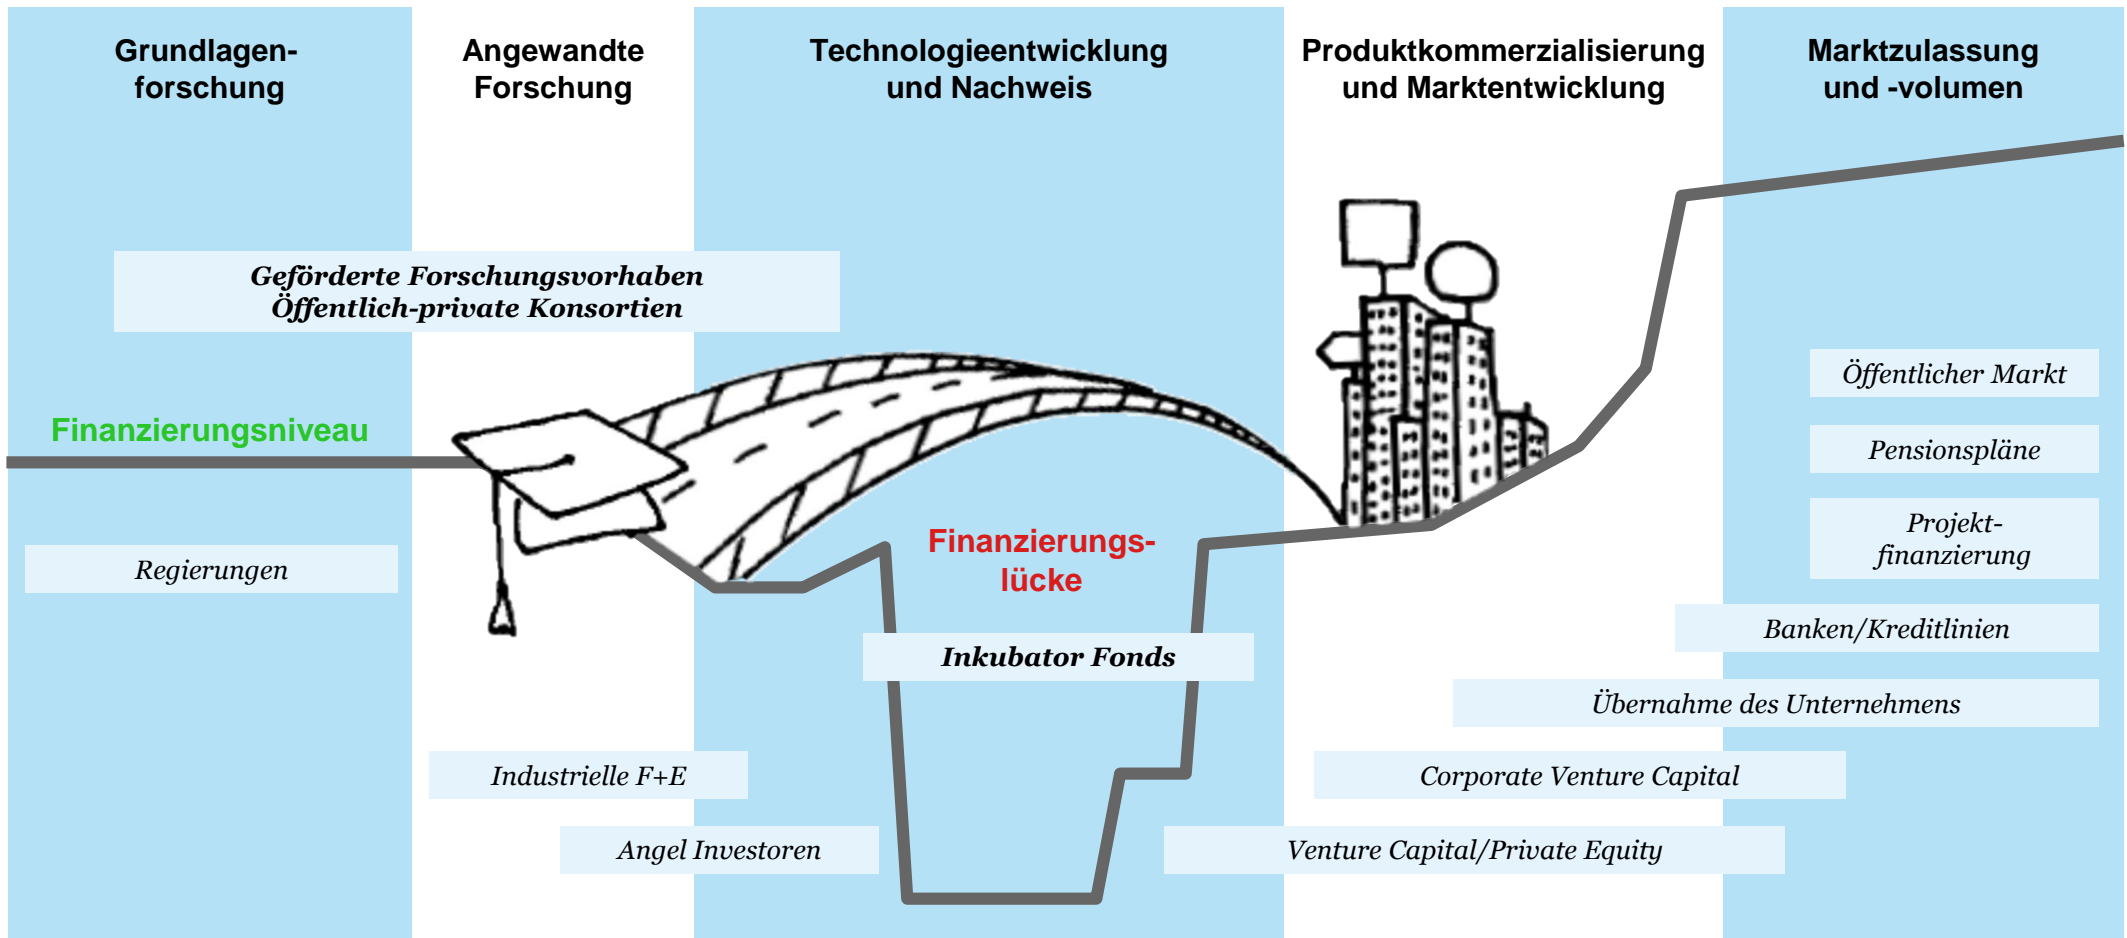 Grundlagen-
forschung
Angewandte
Forschung
Technologieentwicklung
und Nachweis
Produktkommerzialisierung
und Marktentwicklung
Marktzulassung
und -volumen
Geförderte Forschungsvorhaben
Öffentlich-private Konsortien
Finanzierungsniveau
Regierungen
Industrielle F+E
Angel Investoren
Finanzierungs-
lücke
Inkubator Fonds
Öffentlicher Markt
Pensionspläne
Projekt-
finanzierung
Banken/Kreditlinien
Übernahme des Unternehmens
Corporate Venture Capital
Venture Capital/Private Equity